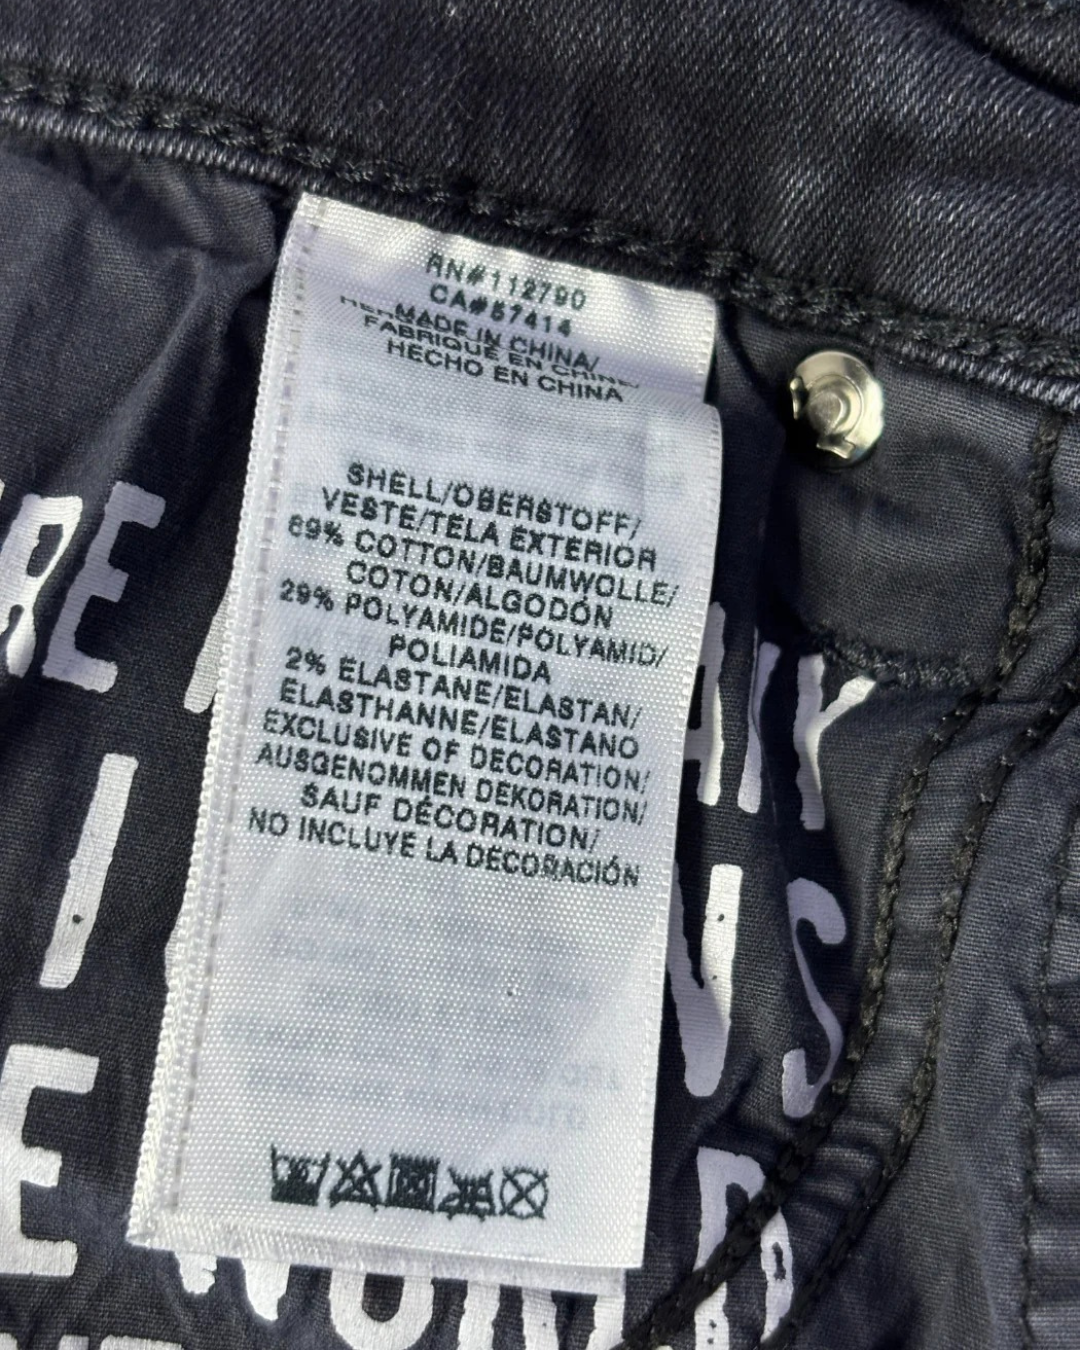 RN#112790
CA#57414
MADE IN CHINA/
FABRIQUÉ EN CHINE/
HECHO EN CHINA
SHELL/OBERSTOFF/
VESTE/TELA EXTERIOR
69% COTTON/BAUMWOLLE/
COTON/ALGODÓN
29% POLYAMIDE/POLYAMID/
POLIAMIDA
2% ELASTANE/ELASTAN/
ELASTHANNE/ELASTANO
EXCLUSIVE OF DECORATION/
AUSGENOMMEN DEKORATION/
SAUF DÉCORATION/
NO INCLUYE LA DECORACIÓN